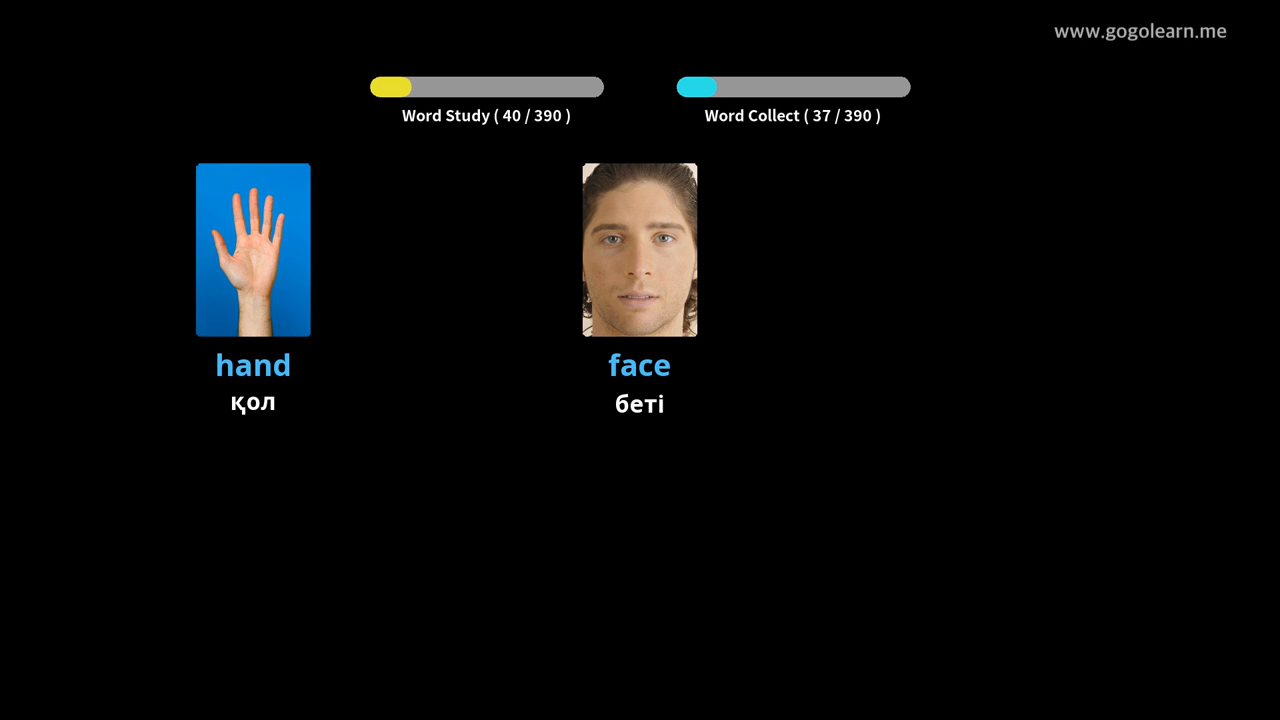 www.gogolearn.me
Word Study ( 40 / 390 )
Word Collect ( 37 / 390 )
hand
қол
face
беті